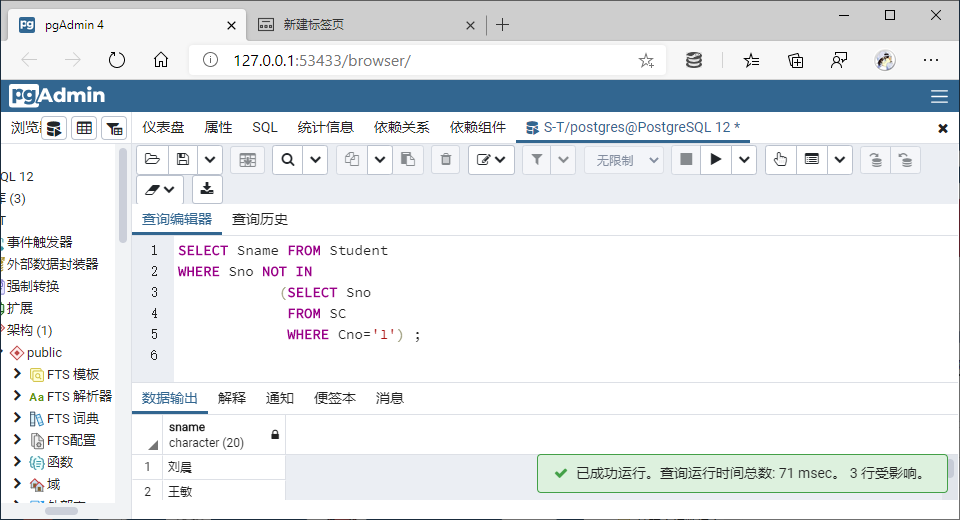 pgAdmin 4
新建标签页
127.0.0.1:53433/browser/
pgAdmin
浏览器
仪表盘 属性 SQL 统计信息 依赖关系 依赖组件 S-T/postgres@PostgreSQL 12 *
无限制
查询编辑器 查询历史
QL 12
库 (3)
T
事件触发器
外部数据封装器
强制转换
扩展
架构 (1)
public
FTS 模板
Aa FTS 解析器
FTS 词典
FTS配置
函数
域
外部表
1 SELECT Sname FROM Student
2 WHERE Sno NOT IN
3 (SELECT Sno
4 FROM SC
5 WHERE Cno='1') ;
6
数据输出 解释 通知 便签本 消息
sname
character (20)
1 刘晨
2 王敏
已成功运行。查询运行时间总数: 71 msec。 3 行受影响。